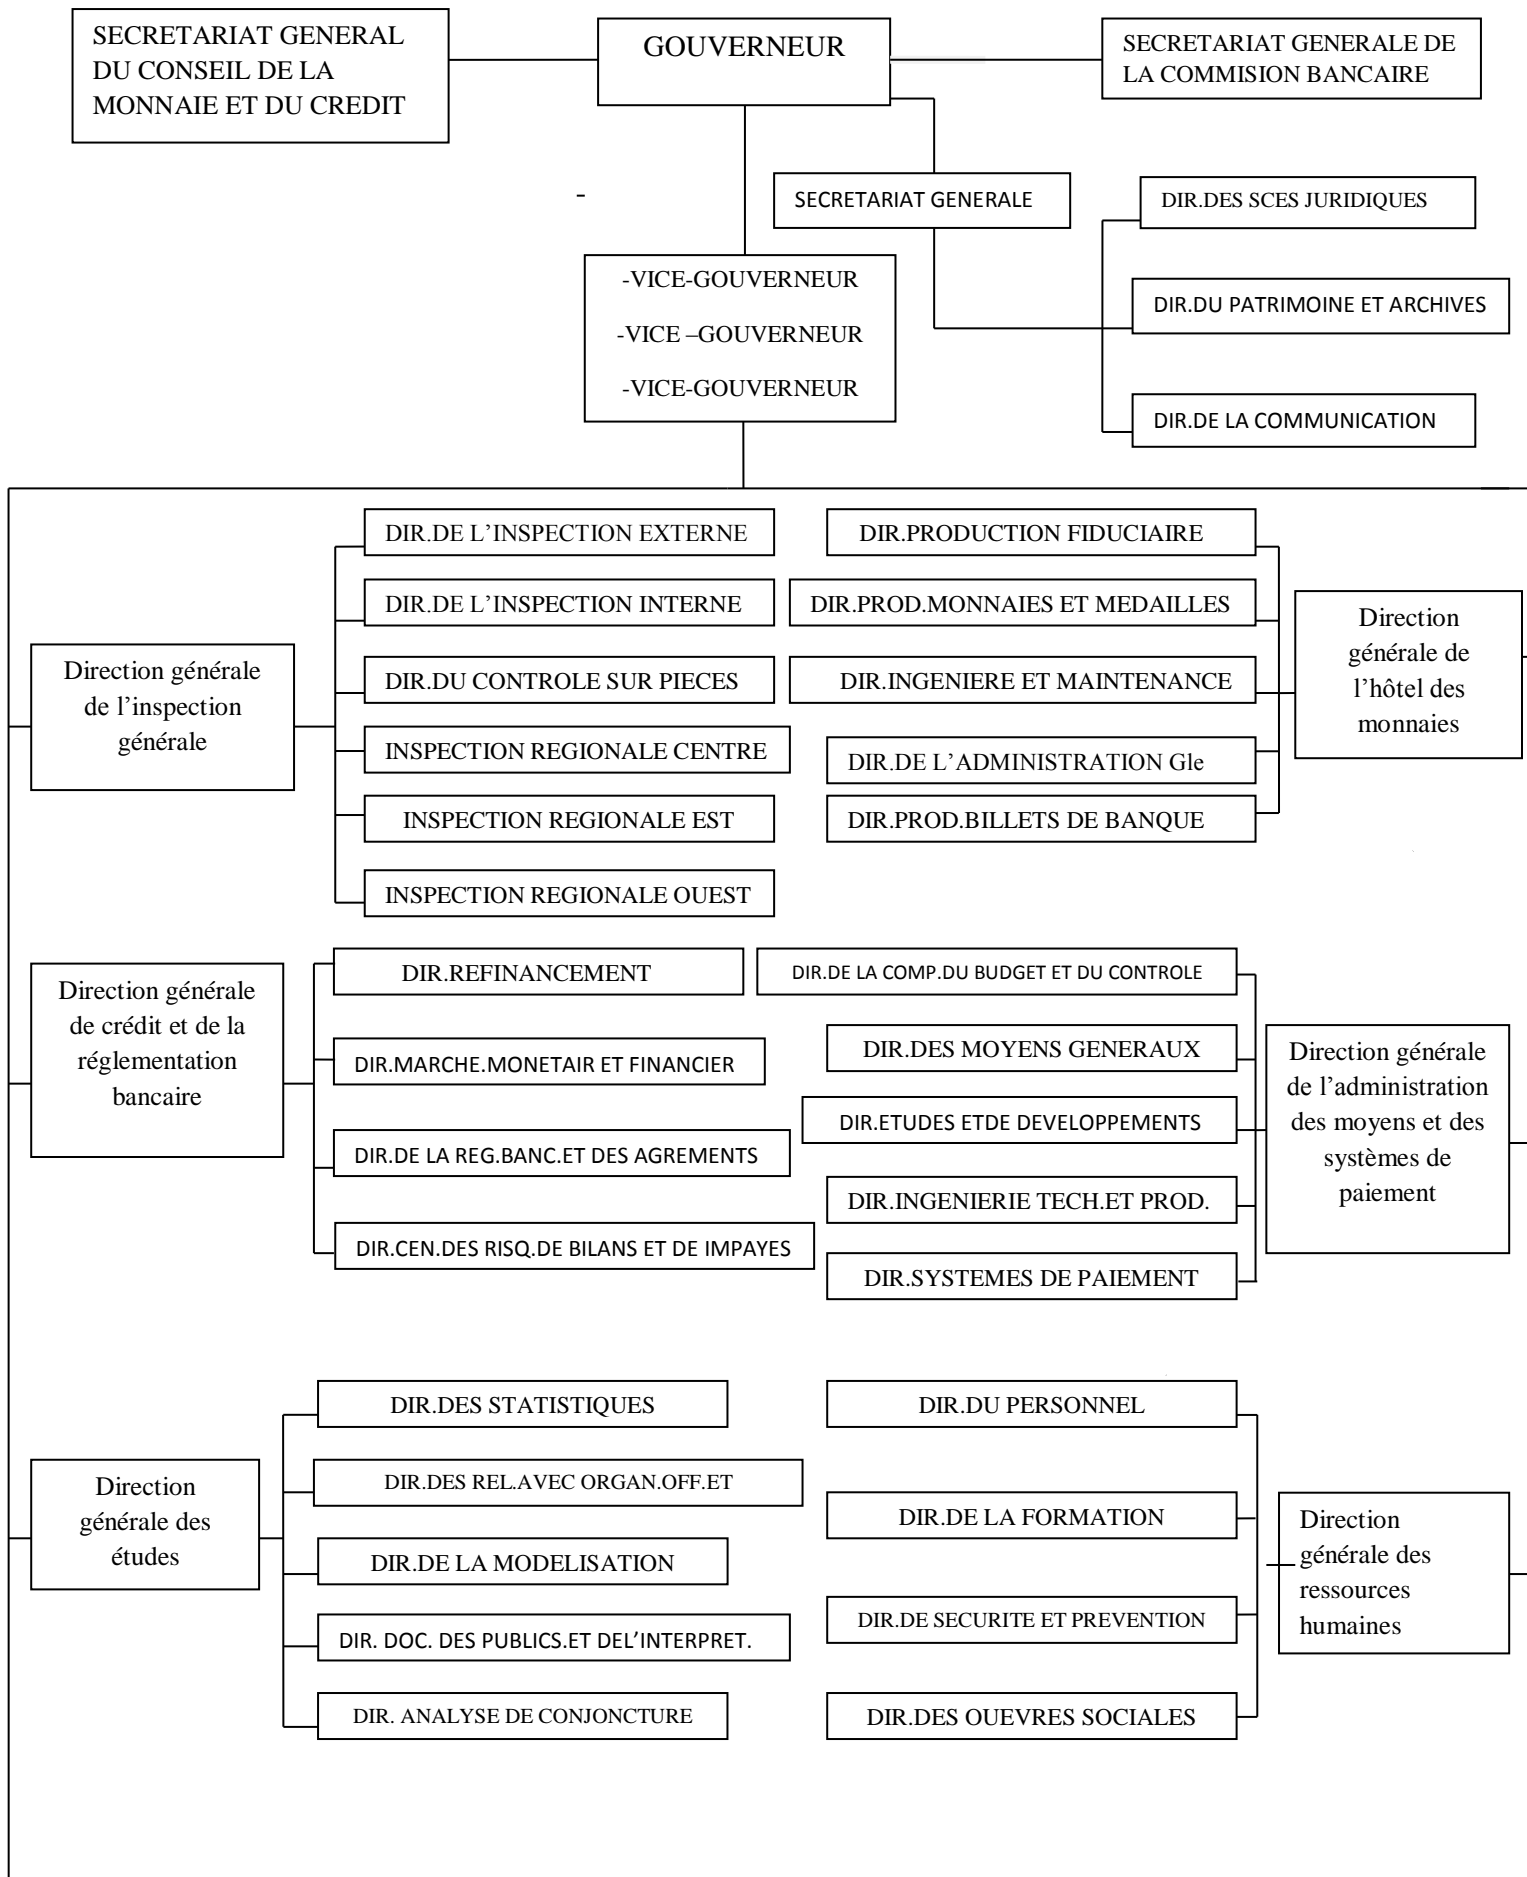 SECRETARIAT GENERAL
DU CONSEIL DE LA
MONNAIE ET DU CREDIT
GOUVERNEUR
SECRETARIAT GENERALE DE
LA COMMISION BANCAIRE
-
SECRETARIAT GENERALE
DIR.DES SCES JURIDIQUES
DIR.DU PATRIMOINE ET ARCHIVES
DIR.DE LA COMMUNICATION
-VICE-GOUVERNEUR
-VICE –GOUVERNEUR
-VICE-GOUVERNEUR
Direction générale
de l’inspection
générale
DIR.DE L’INSPECTION EXTERNE
DIR.DE L’INSPECTION INTERNE
DIR.DU CONTROLE SUR PIECES
INSPECTION REGIONALE CENTRE
INSPECTION REGIONALE EST
INSPECTION REGIONALE OUEST
DIR.PRODUCTION FIDUCIAIRE
DIR.PROD.MONNAIES ET MEDAILLES
DIR.INGENIERE ET MAINTENANCE
DIR.DE L’ADMINISTRATION Gle
DIR.PROD.BILLETS DE BANQUE
Direction
générale de
l’hôtel des
monnaies
Direction générale
de crédit et de la
réglementation
bancaire
DIR.REFINANCEMENT
DIR.MARCHE.MONETAIR ET FINANCIER
DIR.DE LA REG.BANC.ET DES AGREMENTS
DIR.CEN.DES RISQ.DE BILANS ET DE IMPAYES
DIR.DE LA COMP.DU BUDGET ET DU CONTROLE
DIR.DES MOYENS GENERAUX
DIR.ETUDES ETDE DEVELOPPEMENTS
DIR.INGENIERIE TECH.ET PROD.
DIR.SYSTEMES DE PAIEMENT
Direction générale
de l’administration
des moyens et des
systèmes de
paiement
Direction
générale des
études
DIR.DES STATISTIQUES
DIR.DES REL.AVEC ORGAN.OFF.ET
DIR.DE LA MODELISATION
DIR. DOC. DES PUBLICS.ET DEL’INTERPRET.
DIR. ANALYSE DE CONJONCTURE
DIR.DU PERSONNEL
DIR.DE LA FORMATION
DIR.DE SECURITE ET PREVENTION
DIR.DES OUEVRES SOCIALES
Direction
générale des
ressources
humaines